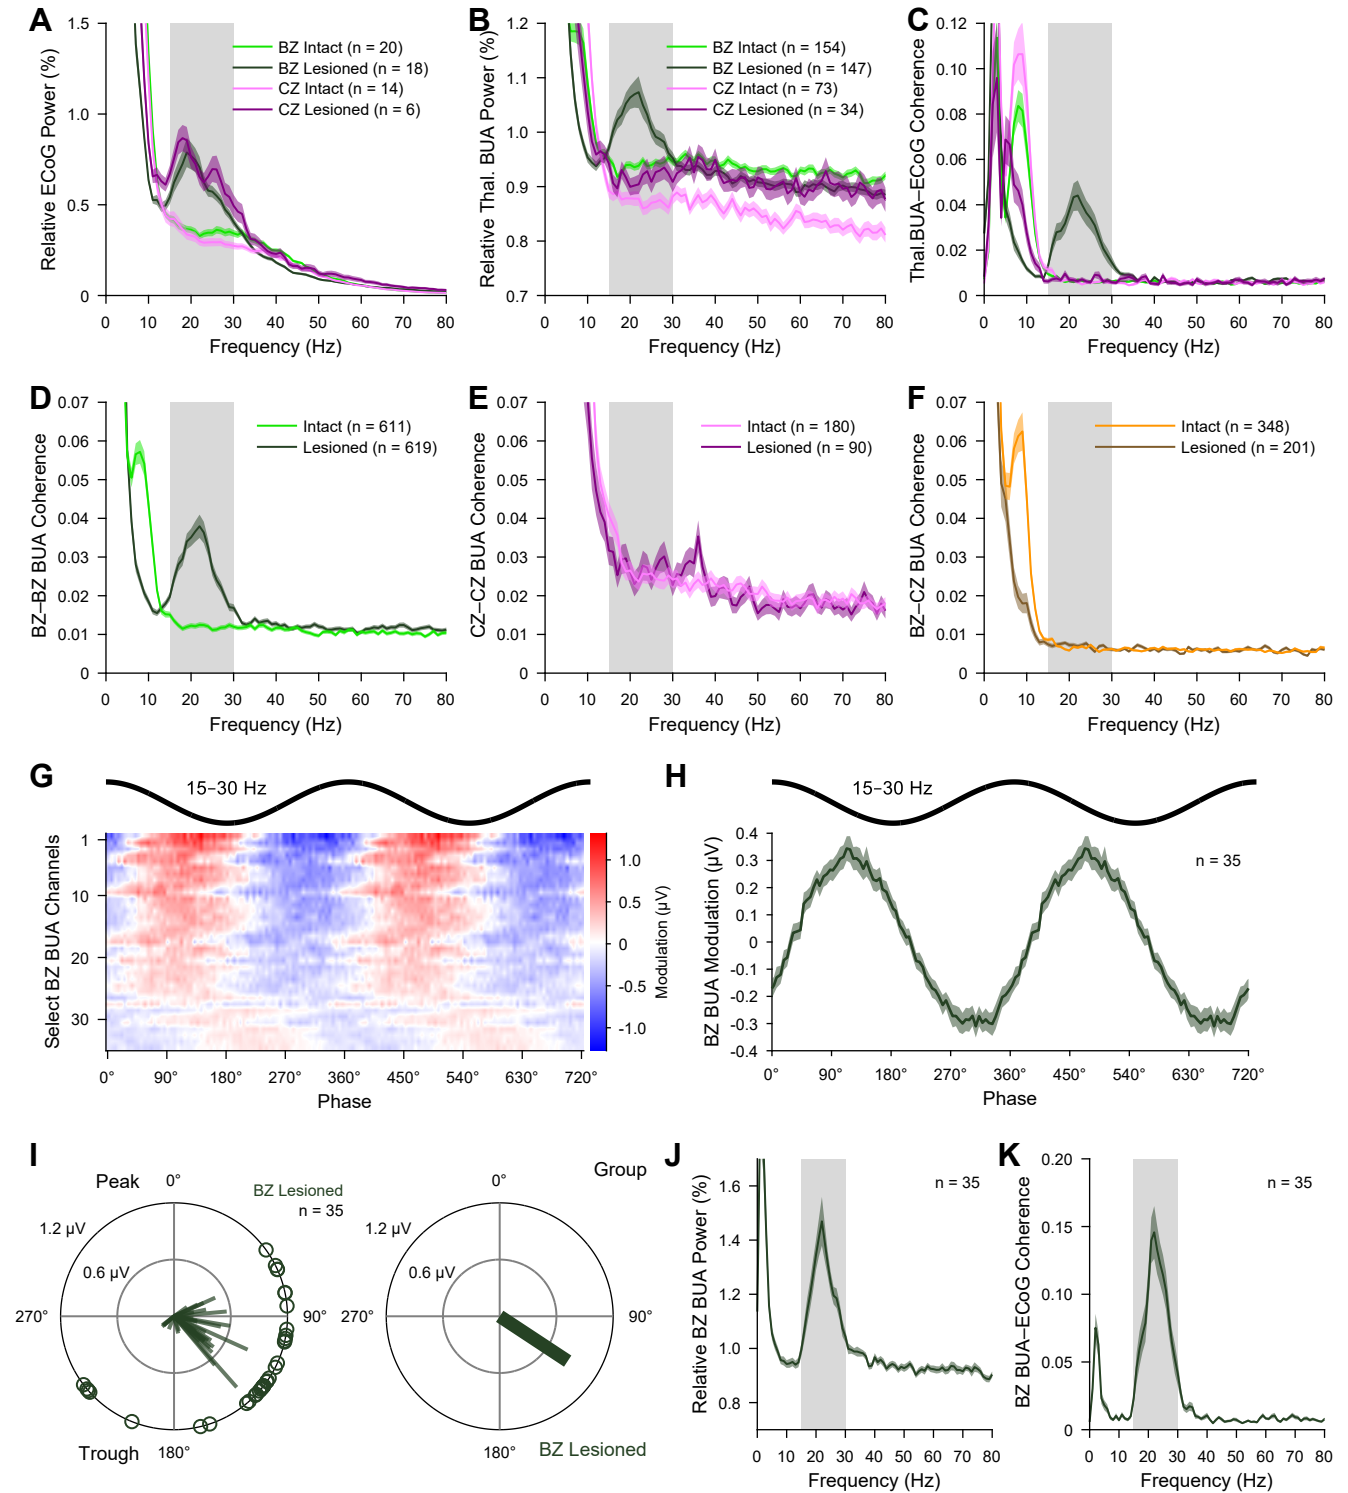 A
Relative ECoG Power (%)
1.5
1.0
0.5
0
0 10 20 30 40 50 60 70 80
Frequency (Hz)
BZ Intact (n = 20)
BZ Lesioned (n = 18)
CZ Intact (n = 14)
CZ Lesioned (n = 6)
B
Relative Thal. BUA Power (%)
1.2
1.1
1.0
0.9
0.8
0.7
0 10 20 30 40 50 60 70 80
Frequency (Hz)
BZ Intact (n = 154)
BZ Lesioned (n = 147)
CZ Intact (n = 73)
CZ Lesioned (n = 34)
C
Thal.BUA–ECoG Coherence
0.12
0.10
0.08
0.06
0.04
0.02
0
0 10 20 30 40 50 60 70 80
Frequency (Hz)
D
BZ–BZ BUA Coherence
0.07
0.06
0.05
0.04
0.03
0.02
0.01
0
0 10 20 30 40 50 60 70 80
Frequency (Hz)
Intact (n = 611)
Lesioned (n = 619)
E
CZ–CZ BUA Coherence
0.07
0.06
0.05
0.04
0.03
0.02
0.01
0
0 10 20 30 40 50 60 70 80
Frequency (Hz)
Intact (n = 180)
Lesioned (n = 90)
F
BZ–CZ BUA Coherence
0.07
0.06
0.05
0.04
0.03
0.02
0.01
0
0 10 20 30 40 50 60 70 80
Frequency (Hz)
Intact (n = 348)
Lesioned (n = 201)
G
15–30 Hz
Select BZ BUA Channels
1
10
20
30
0° 90° 180° 270° 360° 450° 540° 630° 720°
Phase
1.0
0.5
0
-0.5
-1.0
Modulation (µV)
H
15–30 Hz
BZ BUA Modulation (µV)
0.4
0.3
0.2
0.1
0
-0.1
-0.2
-0.3
-0.4
n = 35
0° 90° 180° 270° 360° 450° 540° 630° 720°
Phase
I
Peak
0°
BZ Lesioned
n = 35
1.2 µV
0.6 µV
270°
90°
Trough
180°
Group
0°
1.2 µV
0.6 µV
270°
90°
180°
BZ Lesioned
J
Relative BZ BUA Power (%)
1.6
1.4
1.2
1.0
0.8
n = 35
0 10 20 30 40 50 60 70 80
Frequency (Hz)
K
BZ BUA–ECoG Coherence
0.20
0.15
0.10
0.05
0
n = 35
0 10 20 30 40 50 60 70 80
Frequency (Hz)